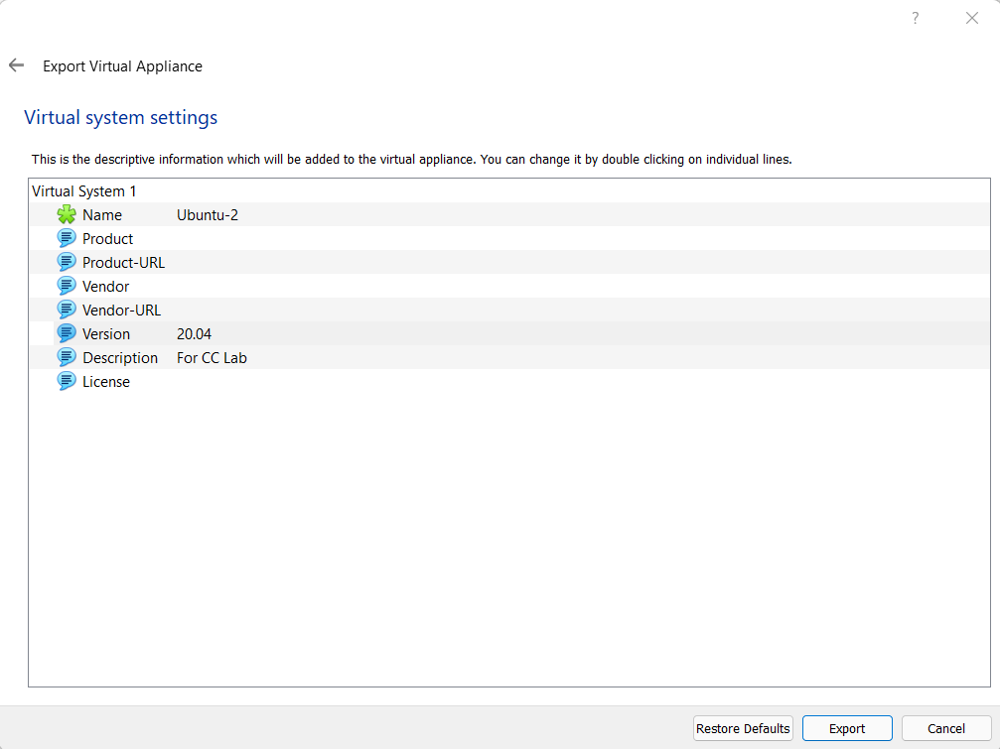 ?
Export Virtual Appliance
Virtual system settings
This is the descriptive information which will be added to the virtual appliance. You can change it by double clicking on individual lines.
Virtual System 1
Name Ubuntu-2
Product
Product-URL
Vendor
Vendor-URL
Version 20.04
Description For CC Lab
License
Restore Defaults Export Cancel